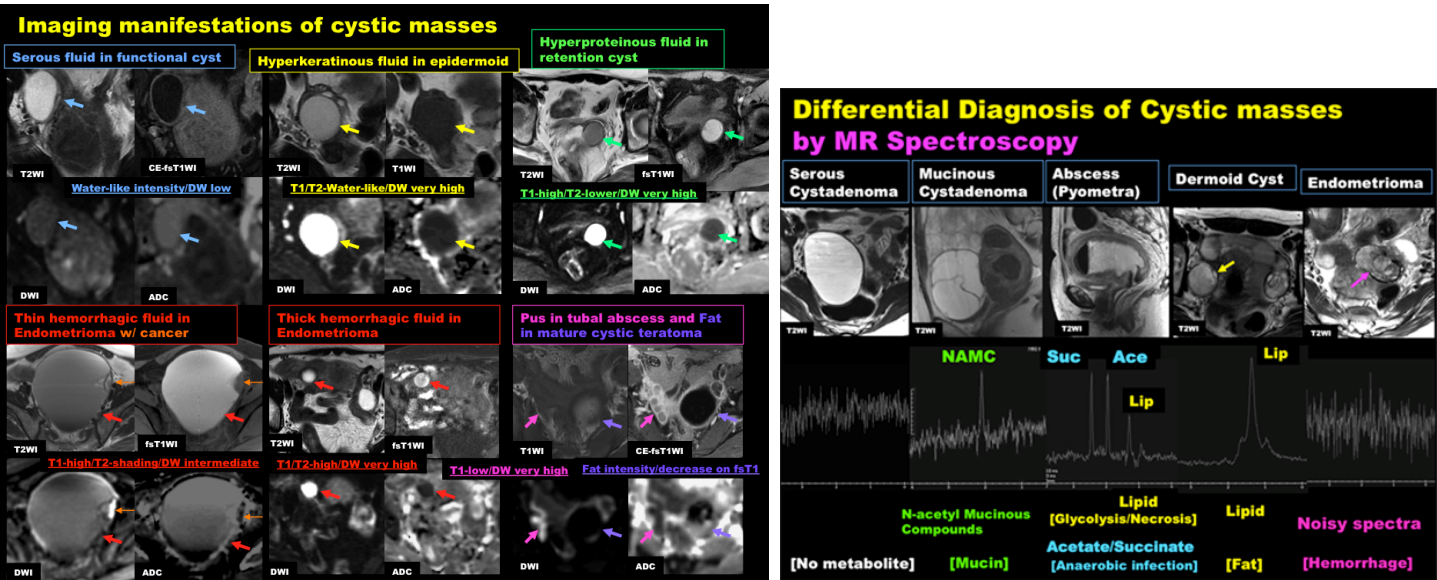 Imaging manifestations of cystic masses
Serous fluid in functional cyst
T2WI
CE-fsT1WI
Water-like intensity/DW low
DWI
ADC
Hyperkeratinous fluid in epidermoid
T2WI
T1WI
T1/T2-Water-like/DW very high
DWI
ADC
Hyperproteinous fluid in
retention cyst
T2WI
fsT1WI
T1-high/T2-lower/DW very high
DWI
ADC
Thin hemorrhagic fluid in
Endometrioma w/ cancer
T2WI
fsT1WI
T1-high/T2-shading/DW intermediate
DWI
ADC
Thick hemorrhagic fluid in
Endometrioma
T2WI
fsT1WI
T1/T2-high/DW very high
DWI
ADC
Pus in tubal abscess and Fat
in mature cystic teratoma
T1WI
CE-fsT1WI
T1-low/DW very high
Fat intensity/decrease on fsT1
DWI
ADC
Differential Diagnosis of Cystic masses
by MR Spectroscopy
Serous
Cystadenoma
T2WI
[No metabolite]
Mucinous
Cystadenoma
T2WI
NAMC
N-acetyl Mucinous
Compounds
[Mucin]
Abscess
(Pyometra)
T2WI
Suc
Ace
Lip
Lipid
[Glycolysis/Necrosis]
Acetate/Succinate
[Anaerobic infection]
Dermoid Cyst
T2WI
Lip
Lipid
[Fat]
Endometrioma
T2WI
Noisy spectra
[Hemorrhage]